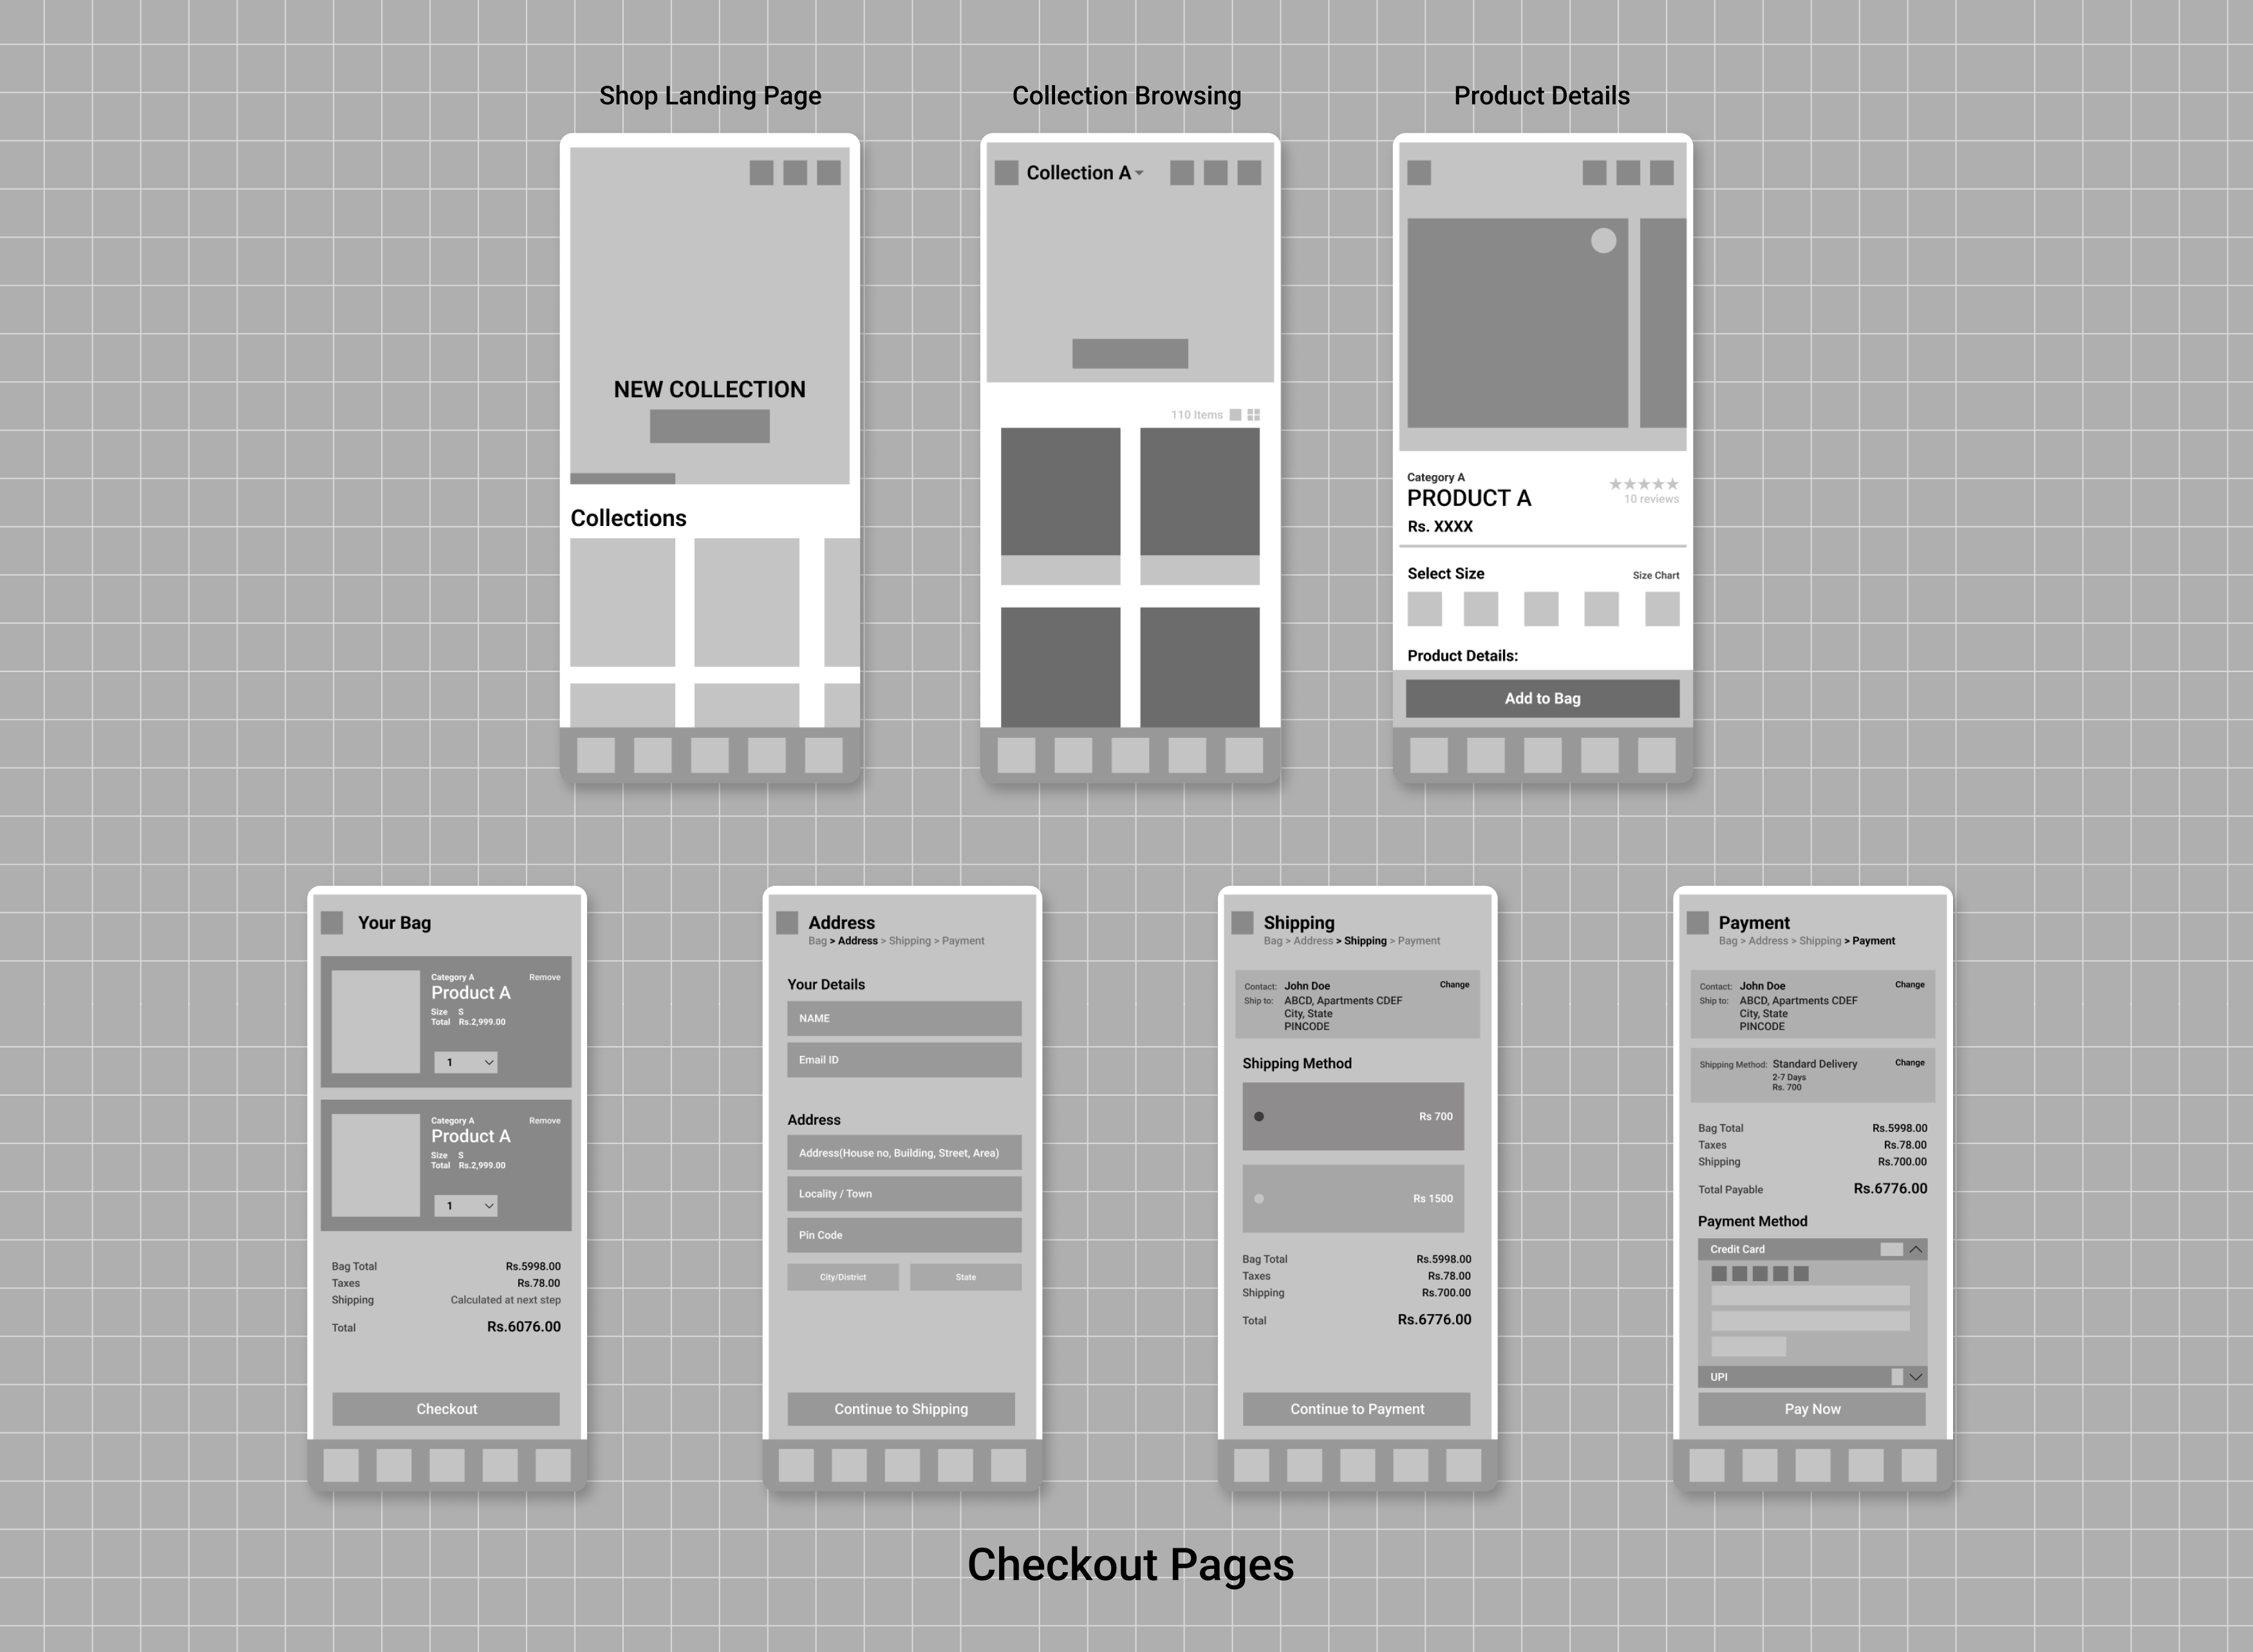 Shop Landing Page
NEW COLLECTION
Collections
Collection Browsing
Collection A
110 Items
Product Details
Category A
PRODUCT A
★★★★★
10 reviews
Rs. XXXX
Select Size
Size Chart
Product Details:
Add to Bag
Your Bag
Category A
Remove
Product A
Size S
Total Rs.2,999.00
1
Category A
Remove
Product A
Size S
Total Rs.2,999.00
1
Bag Total Rs.5998.00
Taxes Rs.78.00
Shipping Calculated at next step
Total Rs.6076.00
Checkout
Address
Bag > Address > Shipping > Payment
Your Details
NAME
Email ID
Address
Address(House no, Building, Street, Area)
Locality / Town
Pin Code
City/District
State
Continue to Shipping
Shipping
Bag > Address > Shipping > Payment
Contact: John Doe Change
Ship to: ABCD, Apartments CDEF
City, State
PINCODE
Shipping Method
Rs 700
Rs 1500
Bag Total Rs.5998.00
Taxes Rs.78.00
Shipping Rs.700.00
Total Rs.6776.00
Continue to Payment
Payment
Bag > Address > Shipping > Payment
Contact: John Doe Change
Ship to: ABCD, Apartments CDEF
City, State
PINCODE
Shipping Method: Standard Delivery Change
2-7 Days
Rs. 700
Bag Total Rs.5998.00
Taxes Rs.78.00
Shipping Rs.700.00
Total Payable Rs.6776.00
Payment Method
Credit Card
UPI
Pay Now
Checkout Pages